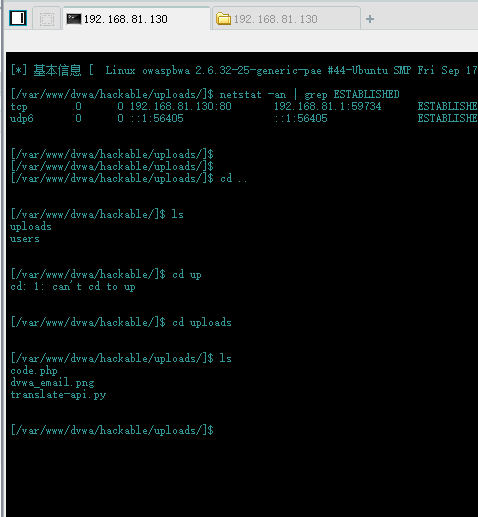 192.168.81.130 192.168.81.130 +
[*] 基本信息 [ Linux owaspbwa 2.6.32-25-generic-pae #44-Ubuntu SMP Fri Sep 17
[/var/www/dvwa/hackable/uploads/]$ netstat -an | grep ESTABLISHED
tcp 0 0 192.168.81.130:80 192.168.81.1:59734 ESTABLISHE
udp6 0 0 ::1:56405 ::1:56405 ESTABLISHE
[/var/www/dvwa/hackable/uploads/]$
[/var/www/dvwa/hackable/uploads/]$
[/var/www/dvwa/hackable/uploads/]$ cd ..
[/var/www/dvwa/hackable/]$ ls
uploads
users
[/var/www/dvwa/hackable/]$ cd up
cd: 1: can't cd to up
[/var/www/dvwa/hackable/]$ cd uploads
[/var/www/dvwa/hackable/uploads/]$ ls
code.php
dvwa_email.png
translate-api.py
[/var/www/dvwa/hackable/uploads/]$